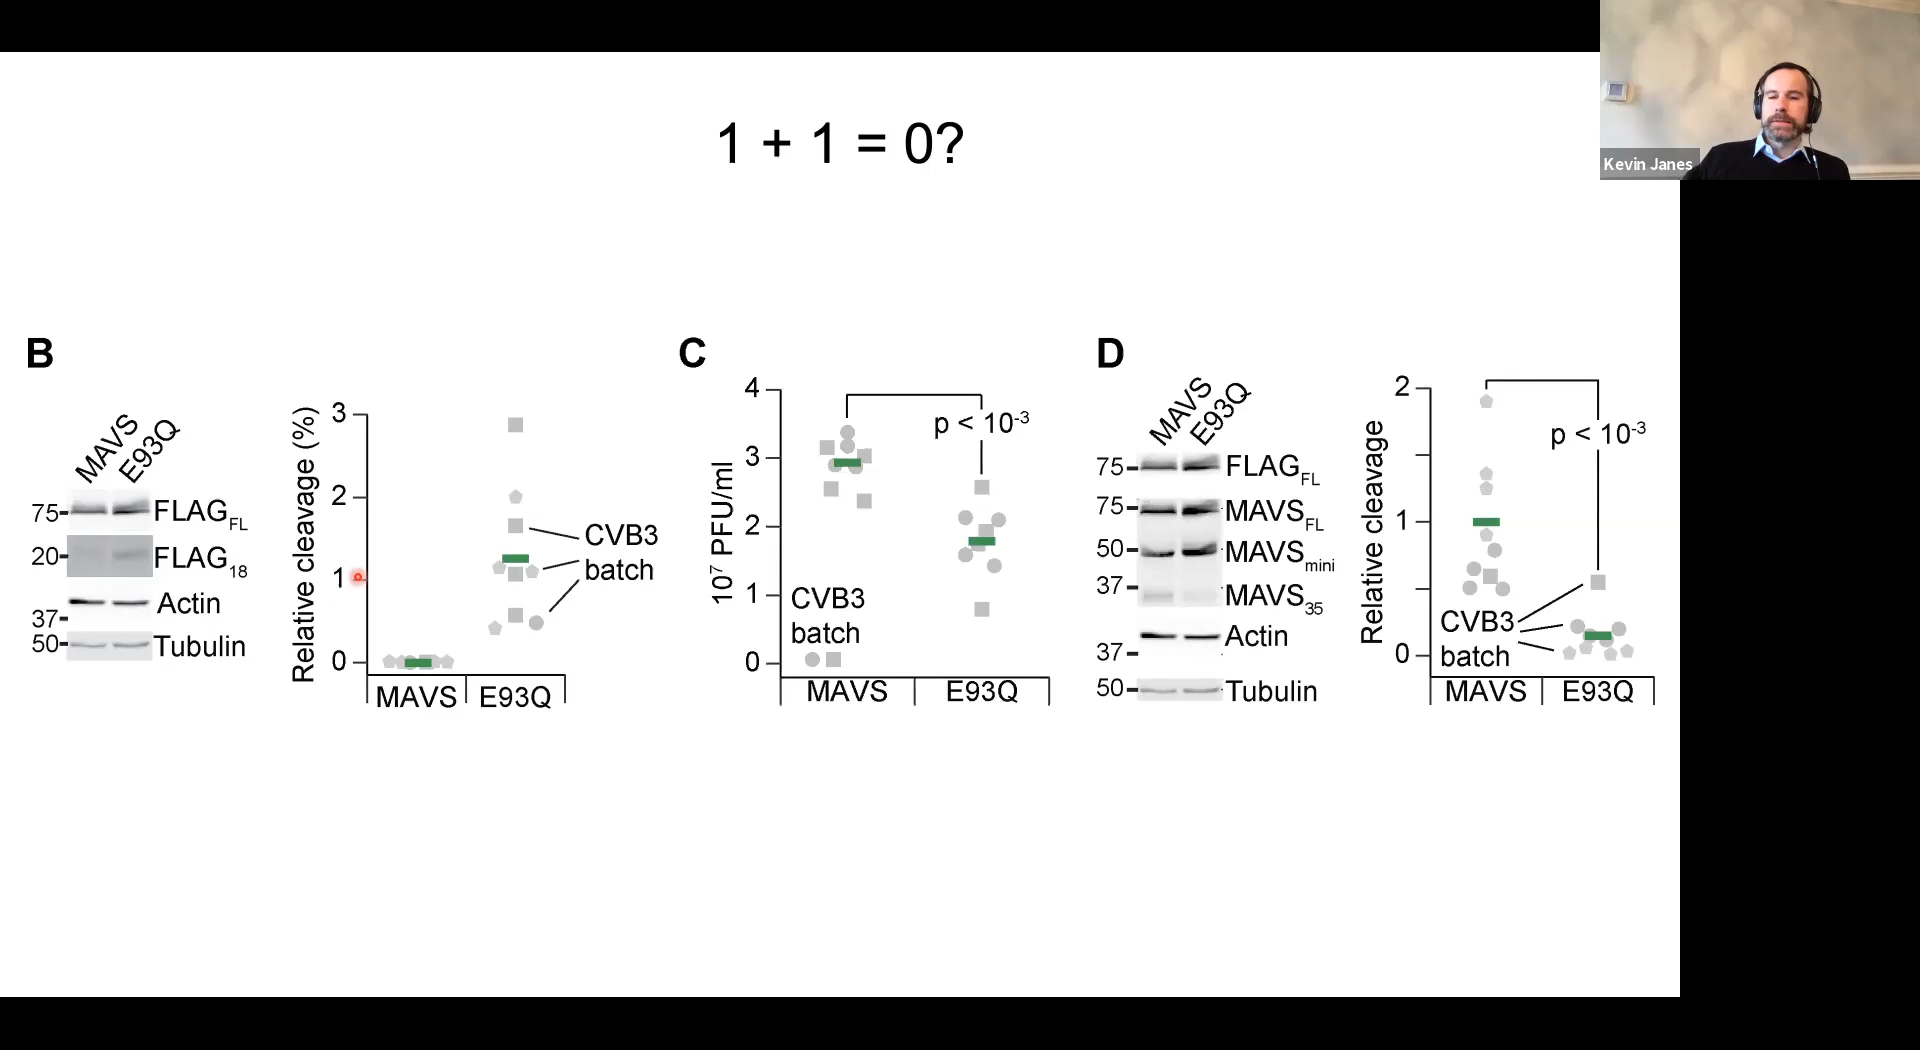 1 + 1 = 0?
Kevin Janes
B
MAVS
E93Q
75
FLAGFL
20
FLAG18
Actin
37
50
Tubulin
Relative cleavage (%)
3
2
1
0
MAVS
E93Q
CVB3
batch
C
10⁷ PFU/ml
4
3
2
1
0
p < 10⁻³
CVB3
batch
MAVS
E93Q
D
MAVS
E93Q
75
FLAGFL
75
MAVSFL
50
MAVSmini
37
MAVS35
Actin
37
50
Tubulin
Relative cleavage
2
1
0
p < 10⁻³
CVB3
batch
MAVS
E93Q